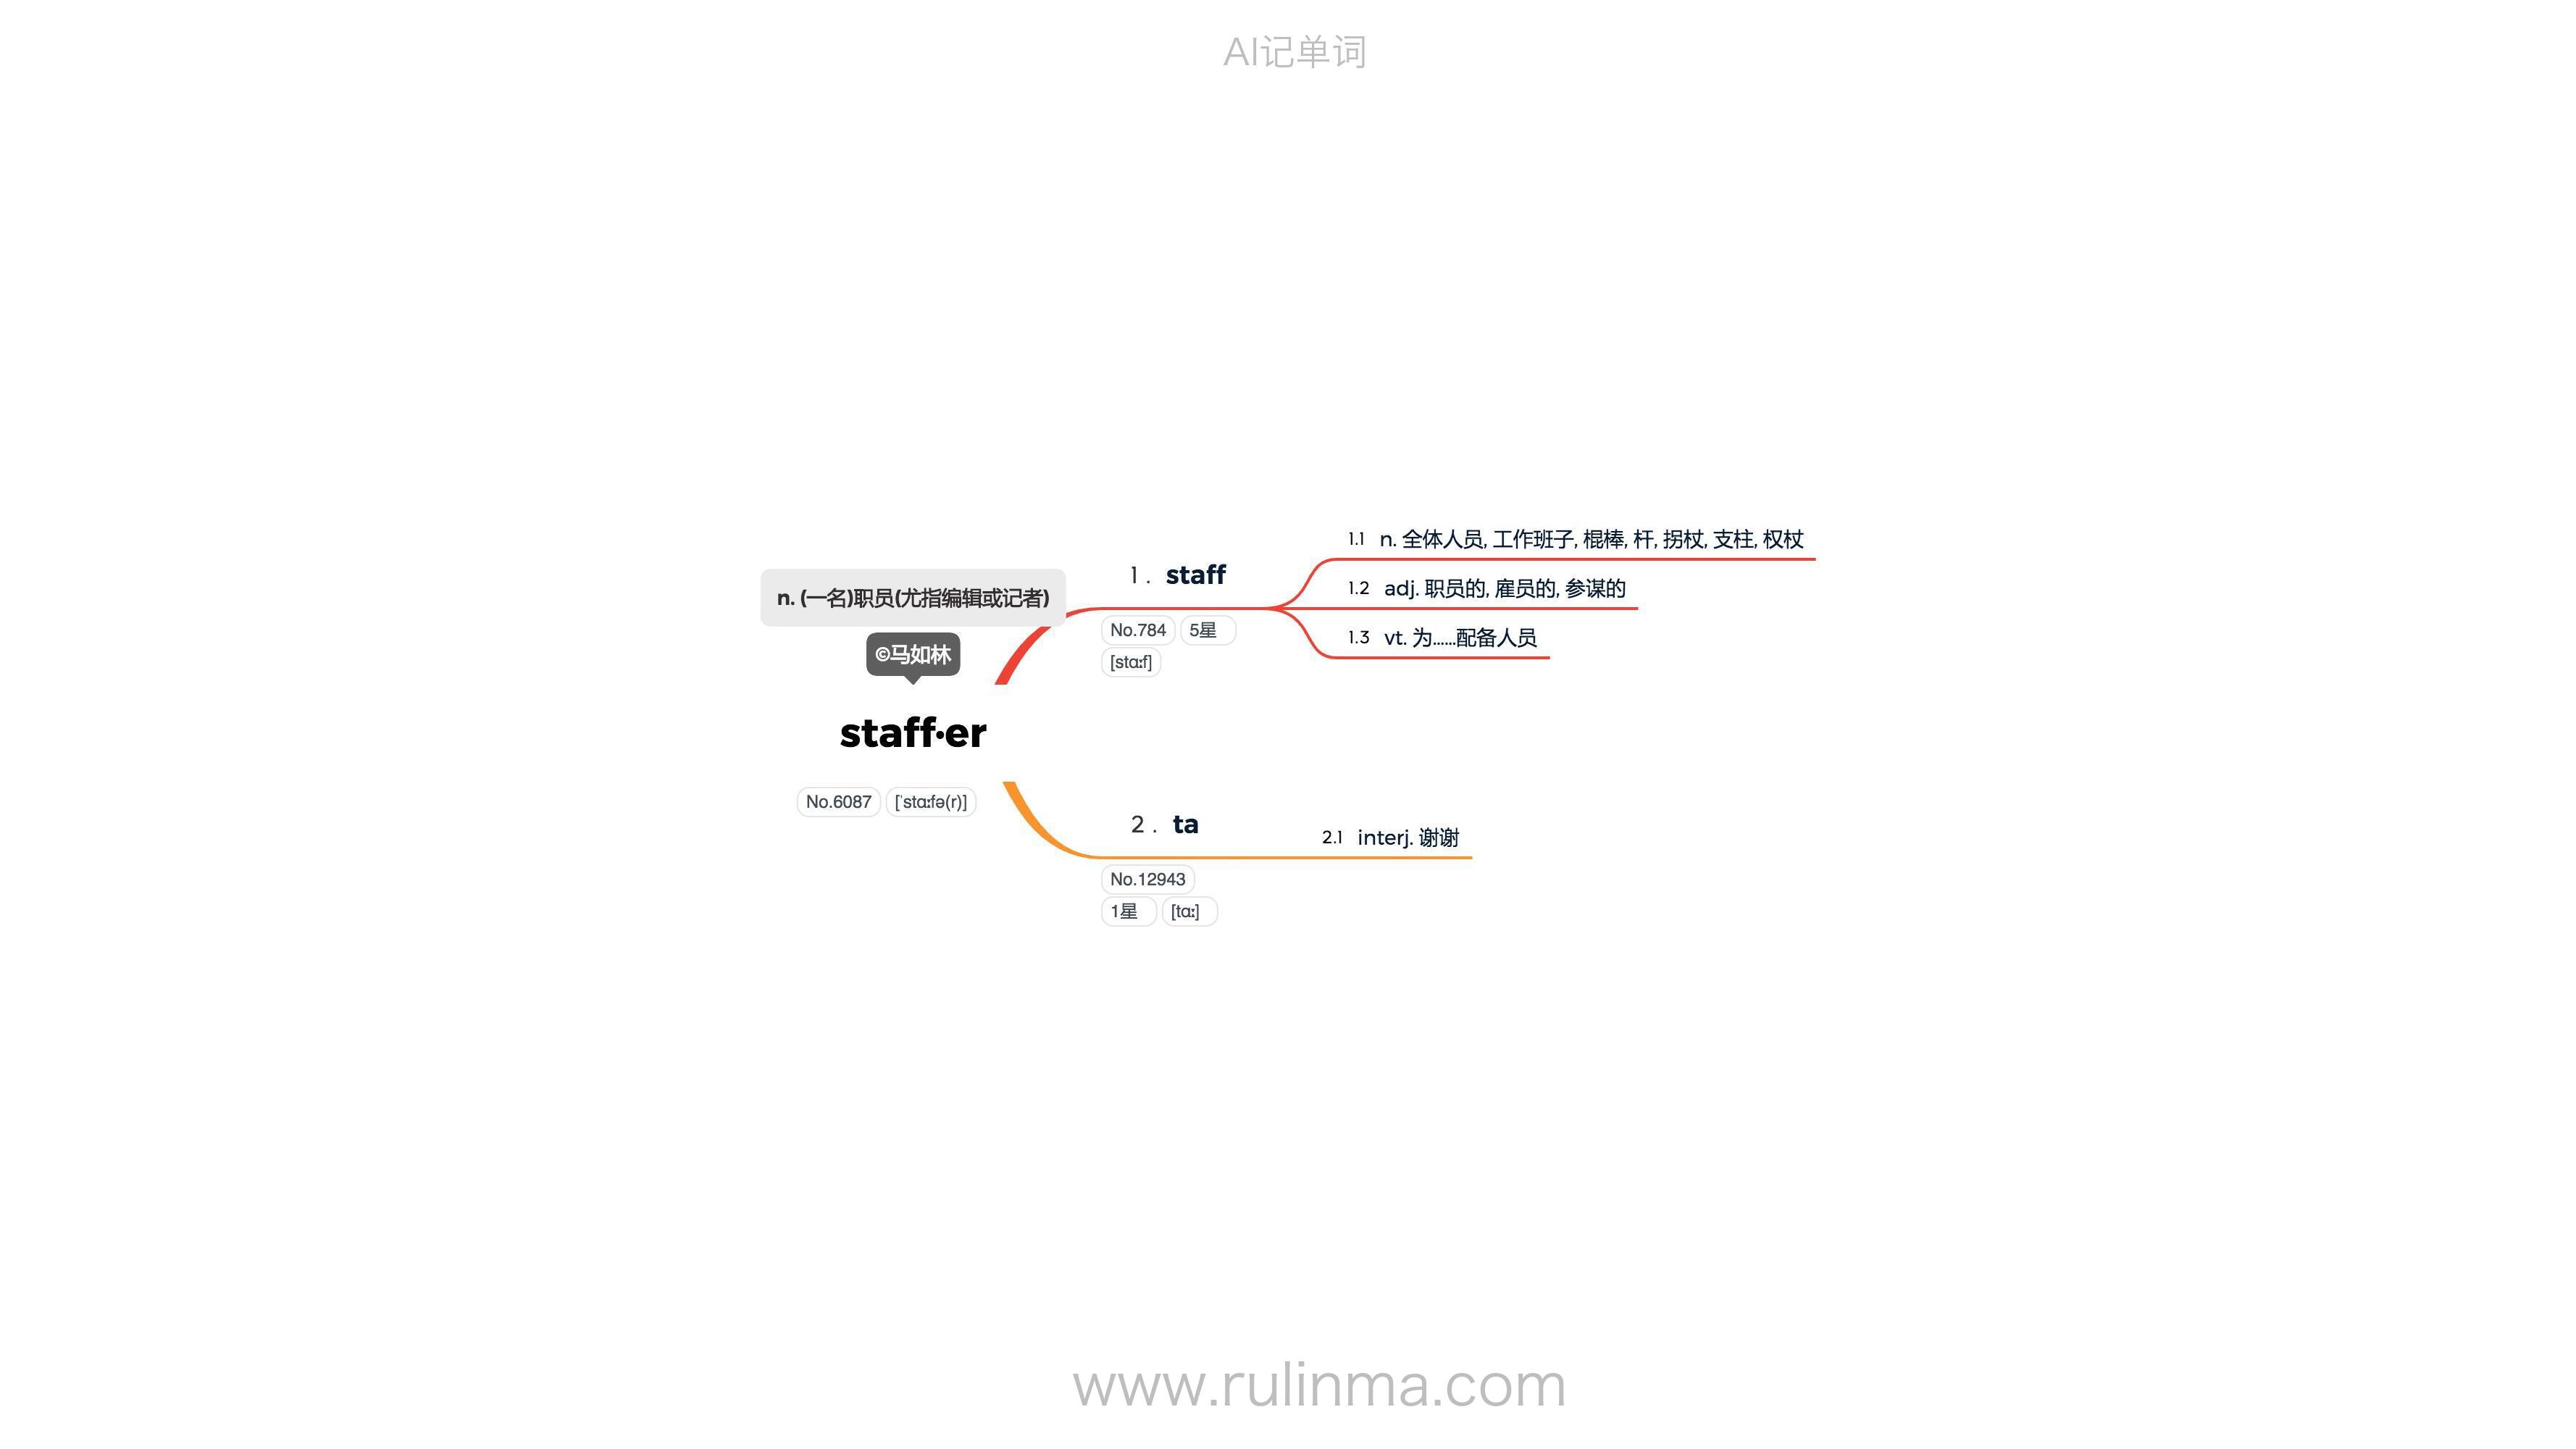 AI记单词
n. (一名)职员(尤指编辑或记者)
©马如林
staff·er
No.6087 [ˈstɑːfə(r)]
1. staff
No.784 5星
[stɑːf]
1.1 n. 全体人员, 工作班子, 棍棒, 杆, 拐杖, 支柱, 权杖
1.2 adj. 职员的, 雇员的, 参谋的
1.3 vt. 为......配备人员
2. ta
No.12943
1星 [tɑː]
2.1 interj. 谢谢
www.rulinma.com